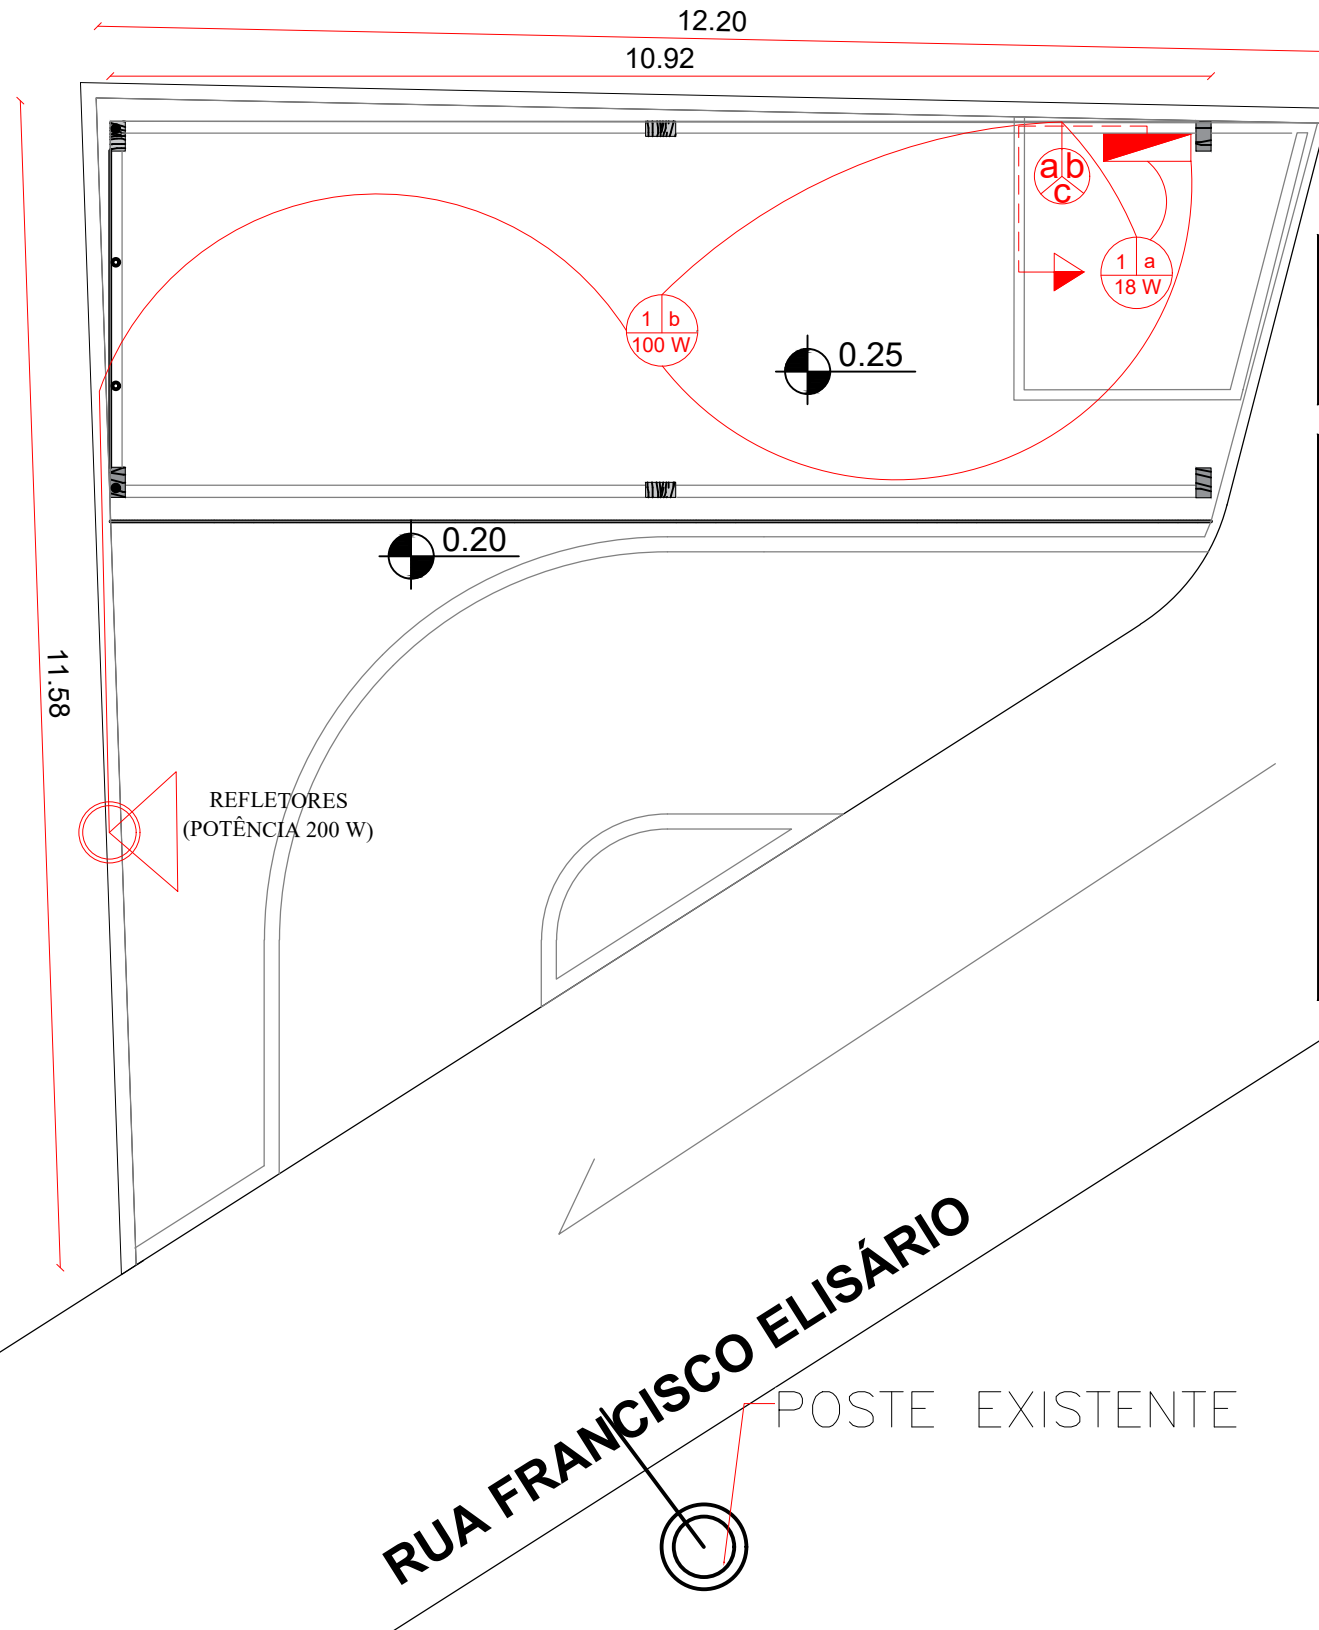 12.20
10.92
a b
c
1 a
18 W
1 b
100 W
0.25
0.20
11.58
REFLETORES
(POTÊNCIA 200 W)
RUA FRANCISCO ELISÁRIO
POSTE EXISTENTE